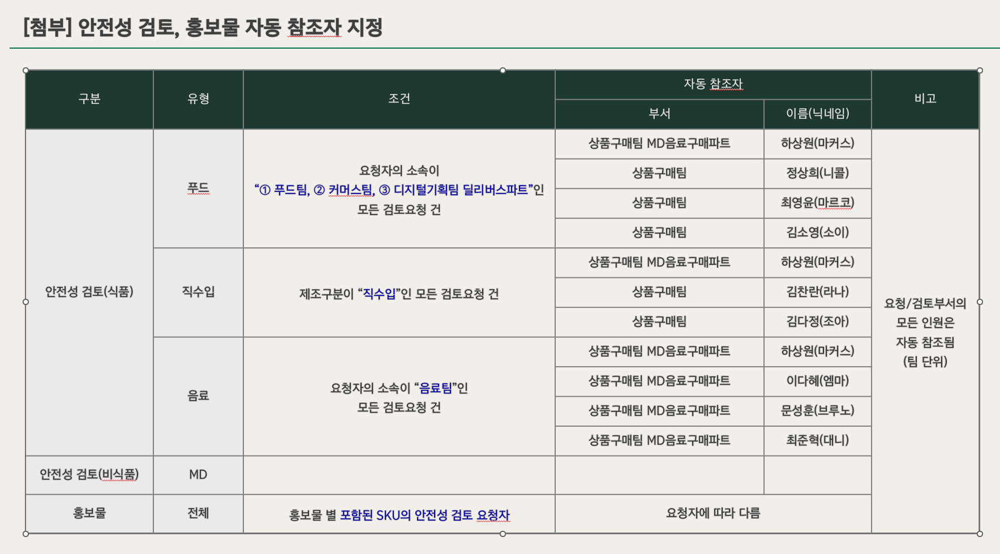 [첨부] 안전성 검토, 홍보물 자동 참조자 지정
구분
유형
조건
자동 참조자
비고
부서
이름(닉네임)
안전성 검토(식품)
푸드
요청자의 소속이
“① 푸드팀, ② 커머스팀, ③ 디지털기획팀 딜리버스파트”인
모든 검토요청 건
상품구매팀 MD음료구매파트
하상원(마커스)
상품구매팀
정상희(니콜)
상품구매팀
최영윤(마르코)
상품구매팀
김소영(소이)
직수입
제조구분이 “직수입”인 모든 검토요청 건
상품구매팀 MD음료구매파트
하상원(마커스)
상품구매팀
김찬란(라나)
상품구매팀
김다정(조아)
음료
요청자의 소속이 “음료팀”인
모든 검토요청 건
상품구매팀 MD음료구매파트
하상원(마커스)
상품구매팀 MD음료구매파트
이다혜(엠마)
상품구매팀 MD음료구매파트
문성훈(브루노)
상품구매팀 MD음료구매파트
최준혁(대니)
요청/검토부서의
모든 인원은
자동 참조됨
(팀 단위)
안전성 검토(비식품)
MD
홍보물
전체
홍보물 별 포함된 SKU의 안전성 검토 요청자
요청자에 따라 다름